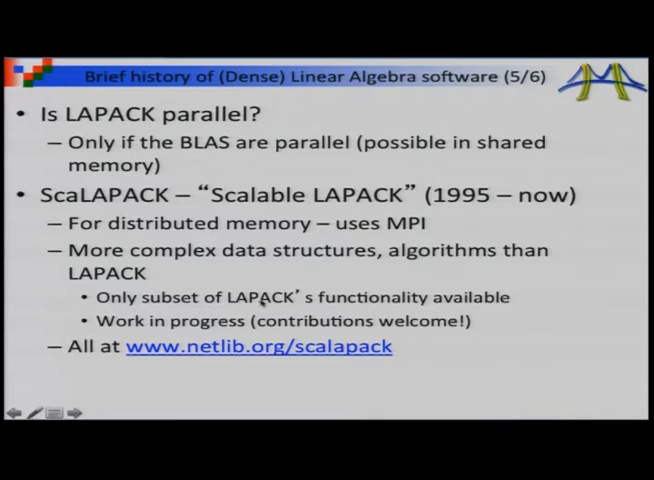 Brief history of (Dense) Linear Algebra software (5/6)
• Is LAPACK parallel?
– Only if the BLAS are parallel (possible in shared
memory)
• ScaLAPACK – “Scalable LAPACK” (1995 – now)
– For distributed memory – uses MPI
– More complex data structures, algorithms than
LAPACK
• Only subset of LAPACK’s functionality available
• Work in progress (contributions welcome!)
– All at www.netlib.org/scalapack